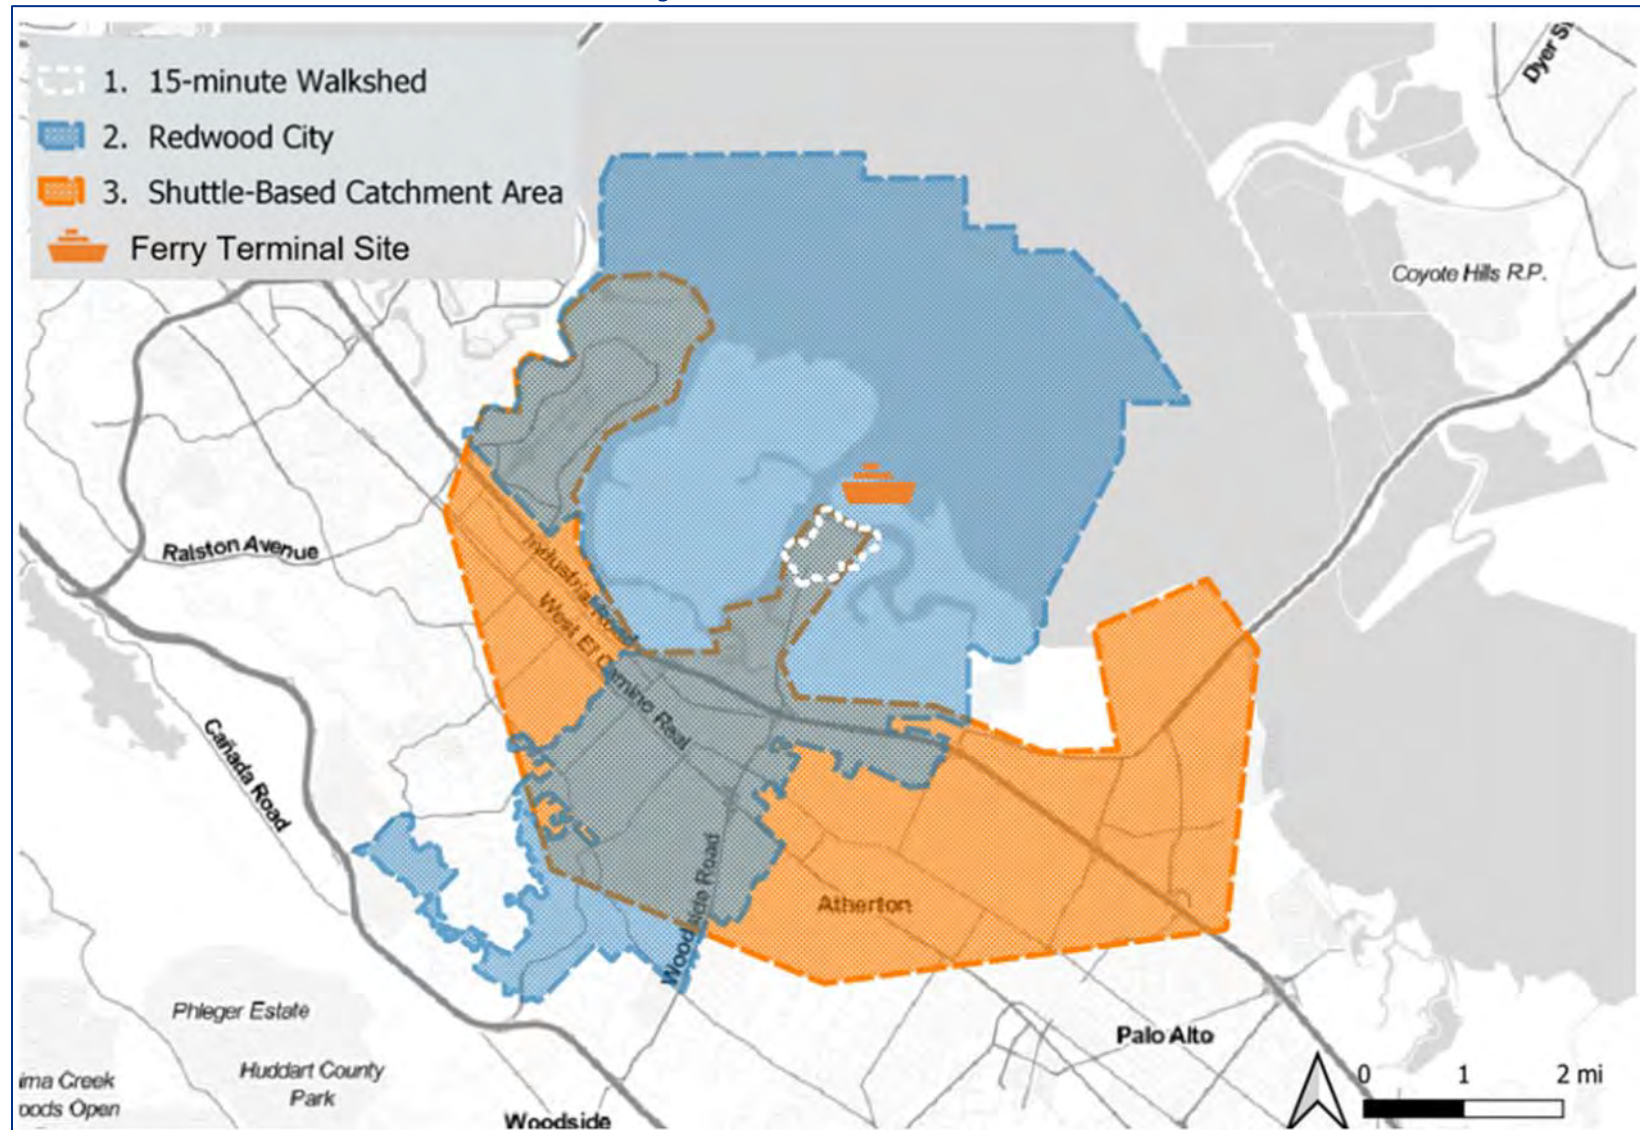 1. 15-minute Walkshed
2. Redwood City
3. Shuttle-Based Catchment Area
Ferry Terminal Site
Coyote Hills R.P.
Ralston Avenue
Industrial Road
West El Camino Real
Cañada Road
Woodside Road
Atherton
Phleger Estate
Palo Alto
Huddart County
Park
Creek
Open
Woodside
0 1 2 mi